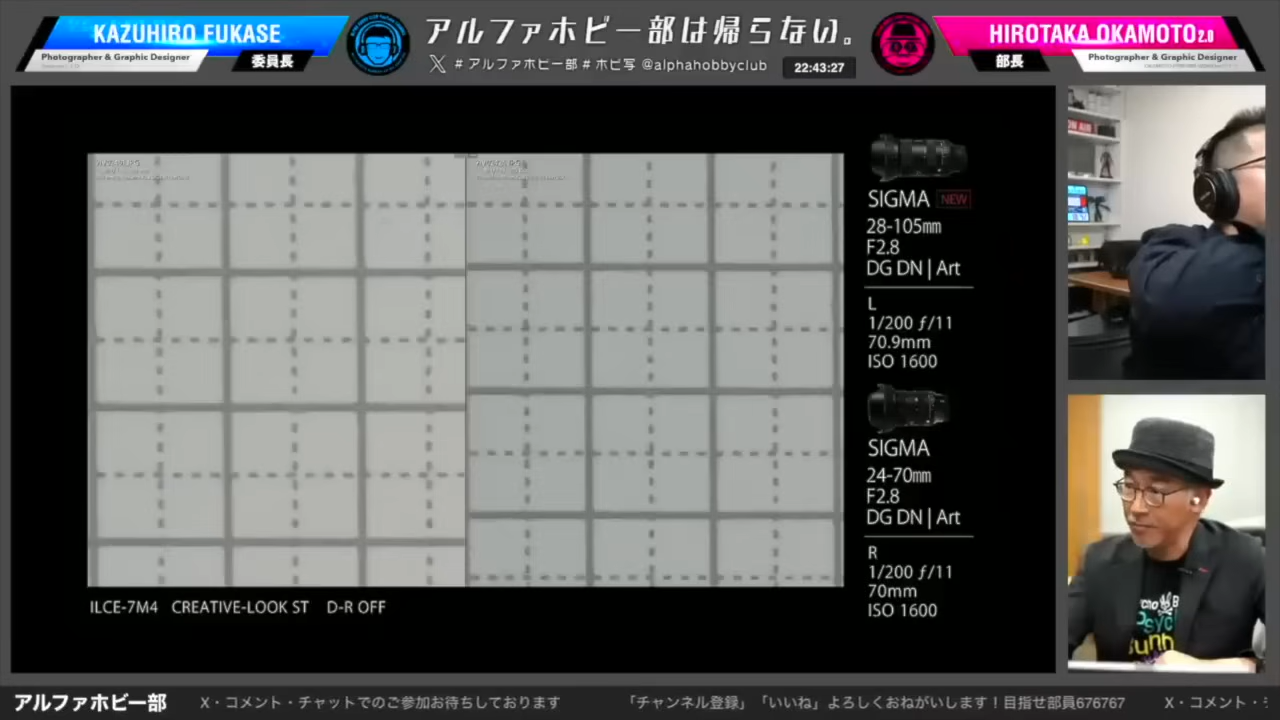 KAZUHIRO FUKASE
Photographer & Graphic Designer
委員長
アルファホビー部は帰らない。
X #アルファホビー部 #ホビ写 @alphahobbyclub
22:43:27
HIROTAKA OKAMOTO2.0
部長
Photographer & Graphic Designer
SIGMA NEW
28-105mm
F2.8
DG DN | Art
L
1/200 ƒ/11
70.9mm
ISO 1600
SIGMA
24-70mm
F2.8
DG DN | Art
R
1/200 ƒ/11
70mm
ISO 1600
ILCE-7M4 CREATIVE-LOOK ST D-R OFF
ON AIR
アルファホビー部
X・コメント・チャットでのご参加お待ちしております
「チャンネル登録」「いいね」よろしくおねがいします！目指せ部員676767
X・コメント・